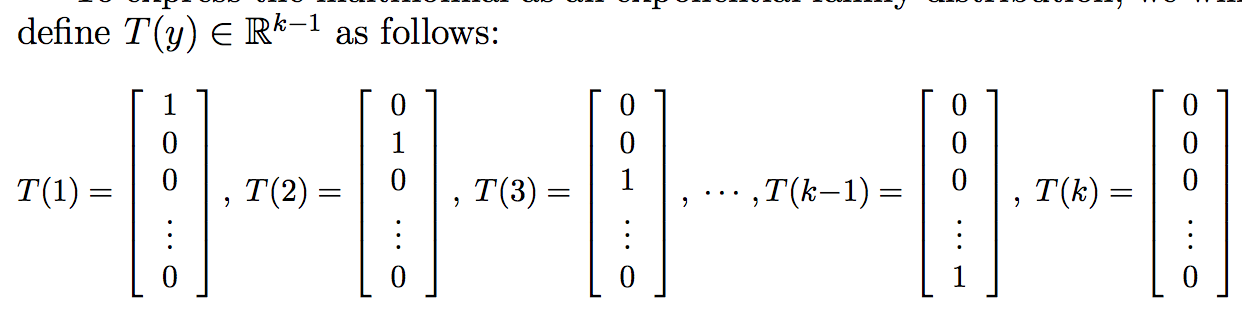 define T(y) ∈ ℝᵏ⁻¹ as follows:
T(1) = [1 0 0 ⋮ 0], T(2) = [0 1 0 ⋮ 0], T(3) = [0 0 1 ⋮ 0], ⋯, T(k−1) = [0 0 0 ⋮ 1], T(k) = [0 0 0 ⋮ 0]